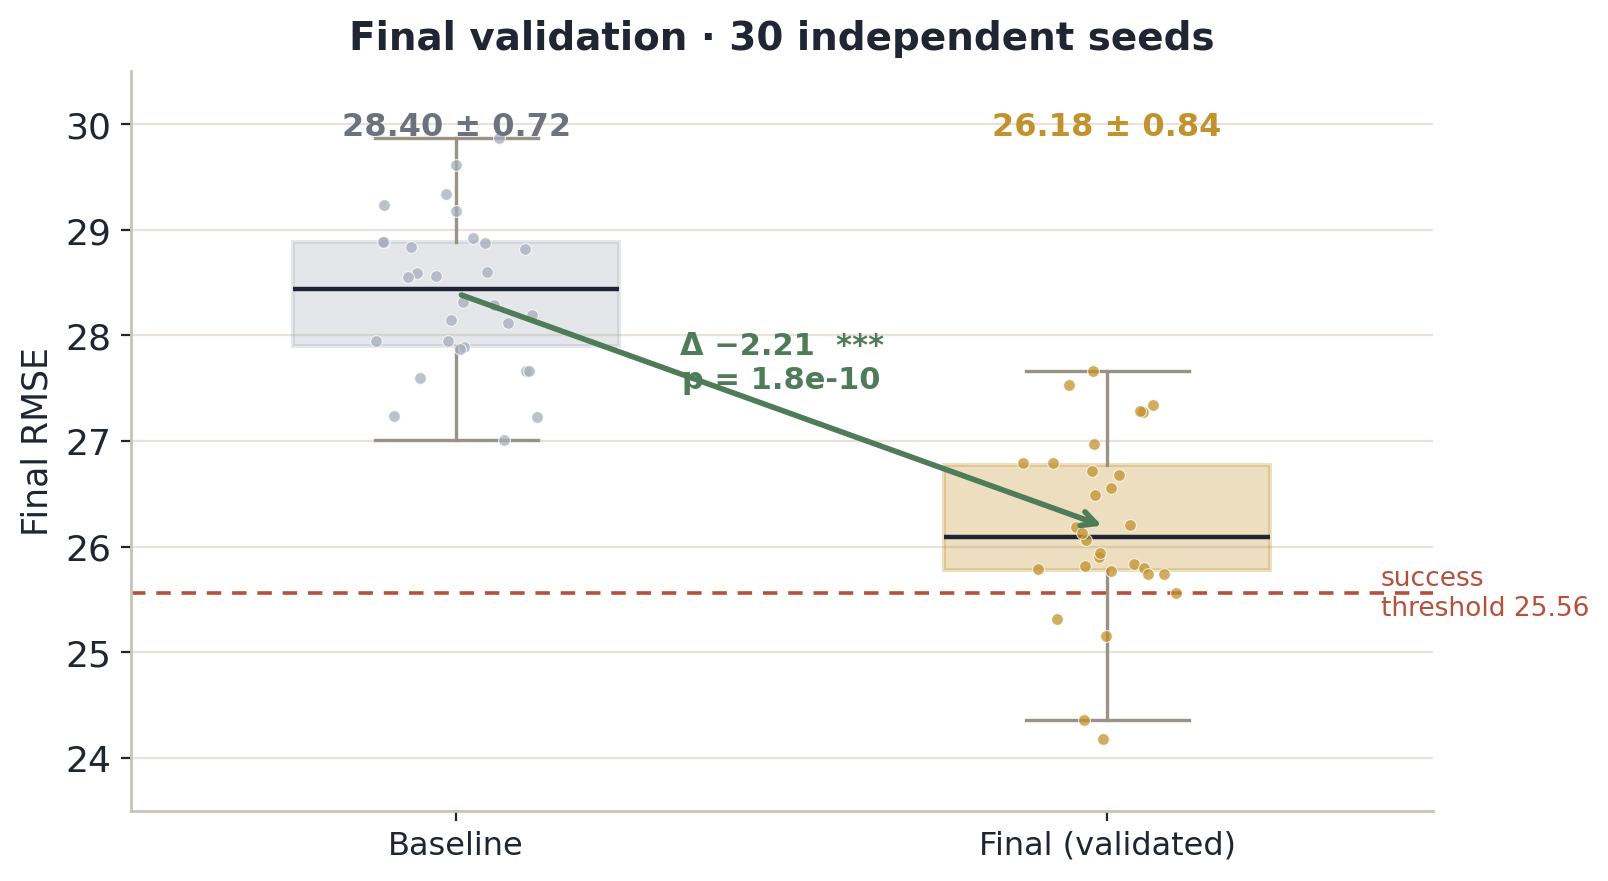 Final validation · 30 independent seeds
28.40 ± 0.72
26.18 ± 0.84
Final RMSE
30
29
28
27
26
25
24
Δ −2.21 ***
p = 1.8e-10
success
threshold 25.56
Baseline
Final (validated)